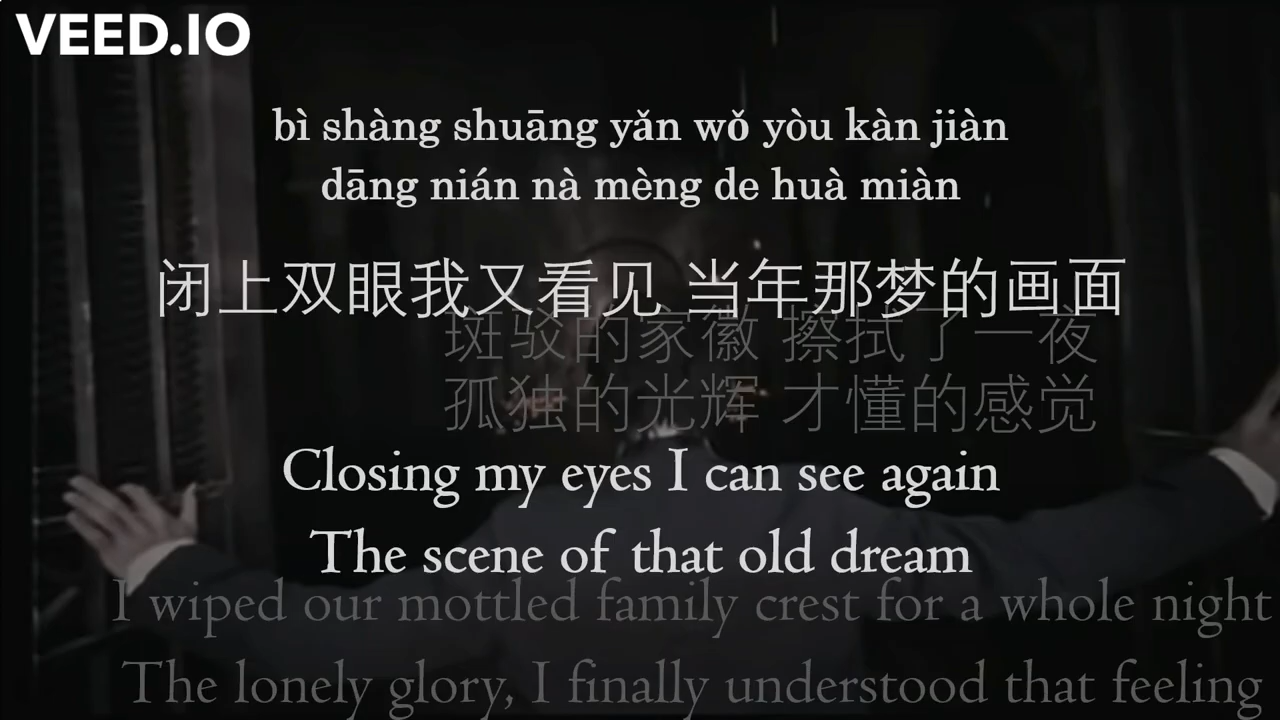 VEED.IO
bì shàng shuāng yǎn wǒ yòu kàn jiàn
dāng nián nà mèng de huà miàn
闭上双眼我又看见 当年那梦的画面
斑驳的家徽 擦拭了一夜
孤独的光辉 才懂的感觉
Closing my eyes I can see again
The scene of that old dream
I wiped our mottled family crest for a whole night
The lonely glory, I finally understood that feeling